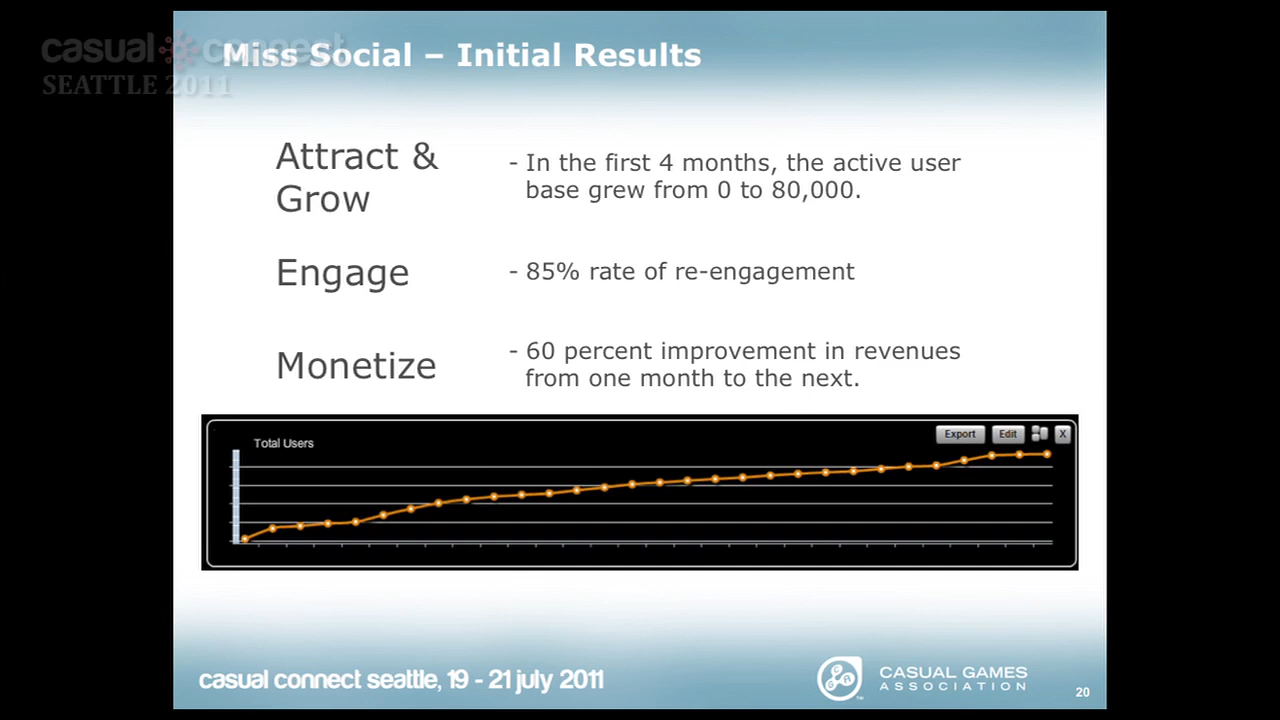 casual connect
SEATTLE 2011
Miss Social – Initial Results
Attract &
Grow
- In the first 4 months, the active user
base grew from 0 to 80,000.
Engage
- 85% rate of re-engagement
Monetize
- 60 percent improvement in revenues
from one month to the next.
Total Users
Export
Edit
X
casual connect seattle, 19 - 21 july 2011
CGA
CASUAL GAMES
ASSOCIATION
TM
20